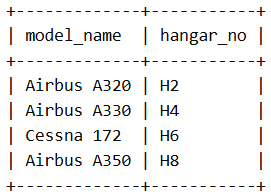 +-------------+-----------+
| model_name  | hangar_no |
+-------------+-----------+
| Airbus A320 | H2        |
| Airbus A330 | H4        |
| Cessna 172  | H6        |
| Airbus A350 | H8        |
+-------------+-----------+